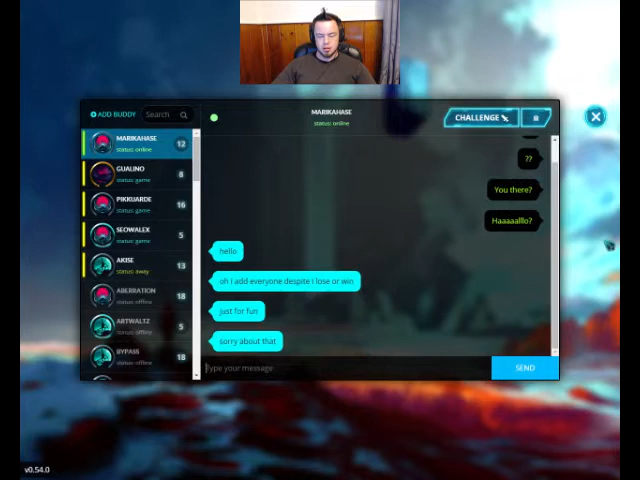 ADD BUDDY
Search
MARIKAHASE
status: online
12
GUALINO
status: game
8
PIKKUARDE
status: game
16
SEOWALEX
status: game
5
AKISE
status: away
13
ABERRATION
status: offline
18
ARTWALTZ
status: offline
5
BYPASS
status: offline
18
MARIKAHASE
status: online
CHALLENGE
??
You there?
Haaaaalllo?
hello
oh i add everyone despite i lose or win
just for fun
sorry about that
Type your message
SEND
v0.54.0